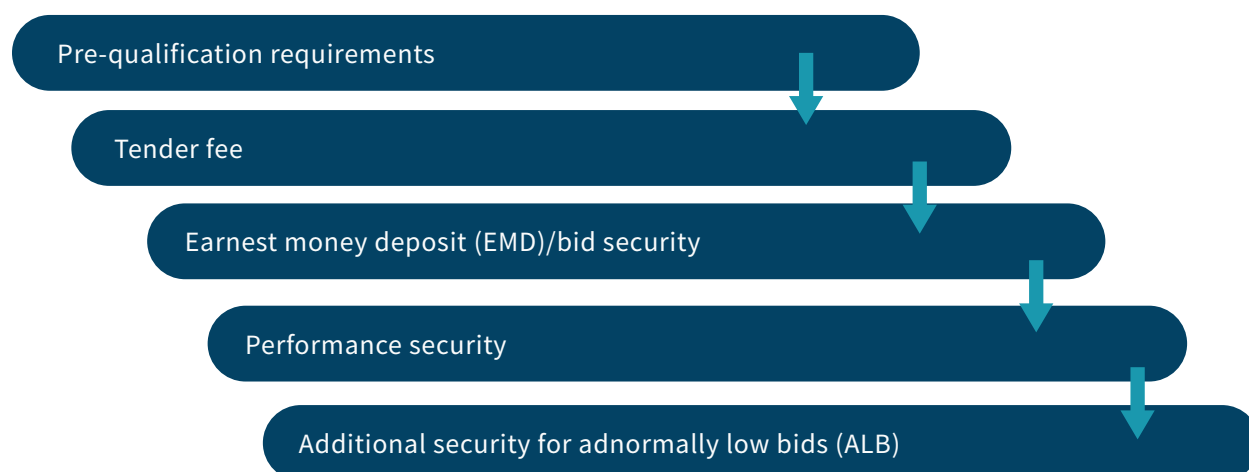 Pre-qualification requirements
Tender fee
Earnest money deposit (EMD)/bid security
Performance security
Additional security for adnormally low bids (ALB)